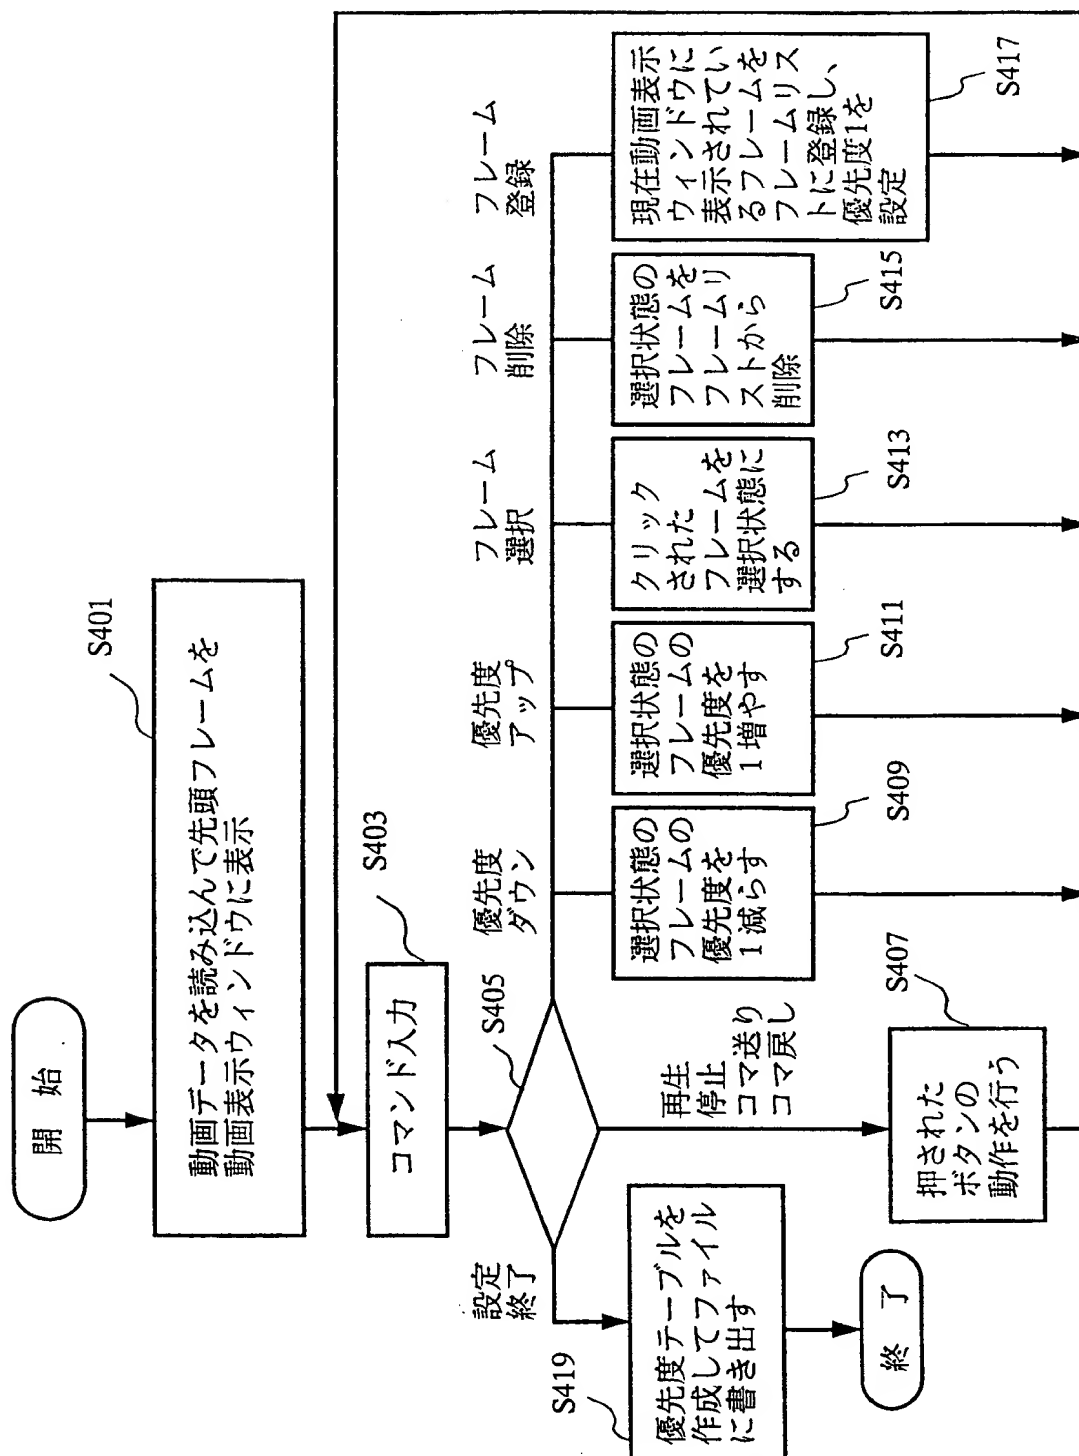 開 始
S401
動画データを読み込んで先頭フレームを
動画表示ウィンドウに表示
S403
コマンド入力
S405
設定
終了
再生
停止
コマ送り
コマ戻し
優先度
ダウン
優先度
アップ
フレーム
選択
フレーム
削除
フレーム
登録
S419
優先度テーブルを
作成してファイル
に書き出す
終 了
S407
押された
ボタンの
動作を行う
S409
選択状態の
フレームの
優先度を
1減らす
S411
選択状態の
フレームの
優先度を
1増やす
S413
クリック
された
フレームを
選択状態に
する
S415
選択状態の
フレームを
フレームリ
ストから
削除
S417
現在動画表示
ウィンドウに
表示されてい
るフレームを
フレームリス
トに登録し、
優先度1を
設定